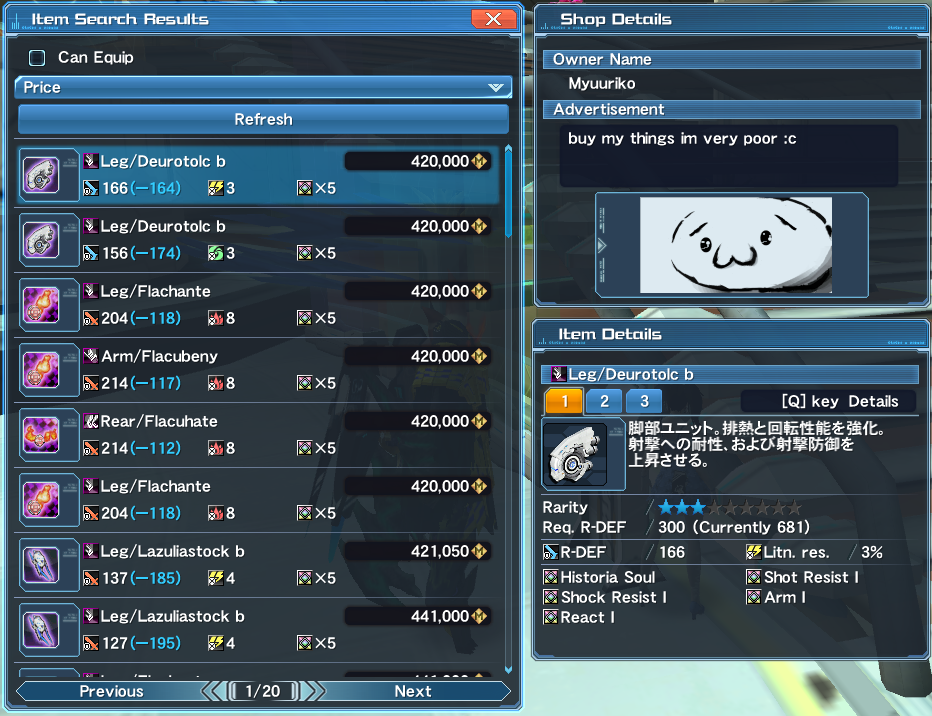 Item Search Results
Can Equip
Price
Refresh
Leg/Deurotolc b
420,000
166(-164)
3
×5
Leg/Deurotolc b
420,000
156(-174)
3
×5
Leg/Flachante
420,000
204(-118)
8
×5
Arm/Flacubeny
420,000
214(-117)
8
×5
Rear/Flacuhate
420,000
214(-112)
8
×5
Leg/Flachante
420,000
204(-118)
8
×5
Leg/Lazuliastock b
421,050
137(-185)
4
×5
Leg/Lazuliastock b
441,000
127(-195)
4
×5
Previous
1/20
Next
Shop Details
Owner Name
Myuuriko
Advertisement
buy my things im very poor :c
Item Details
Leg/Deurotolc b
1
2
3
[Q] key Details
脚部ユニット。排熱と回転性能を強化。
射撃への耐性、および射撃防御を
上昇させる。
Rarity /
Req. R-DEF / 300 (Currently 681)
R-DEF / 166
Litn. res. / 3%
Historia Soul
Shot Resist I
Shock Resist I
Arm I
React I